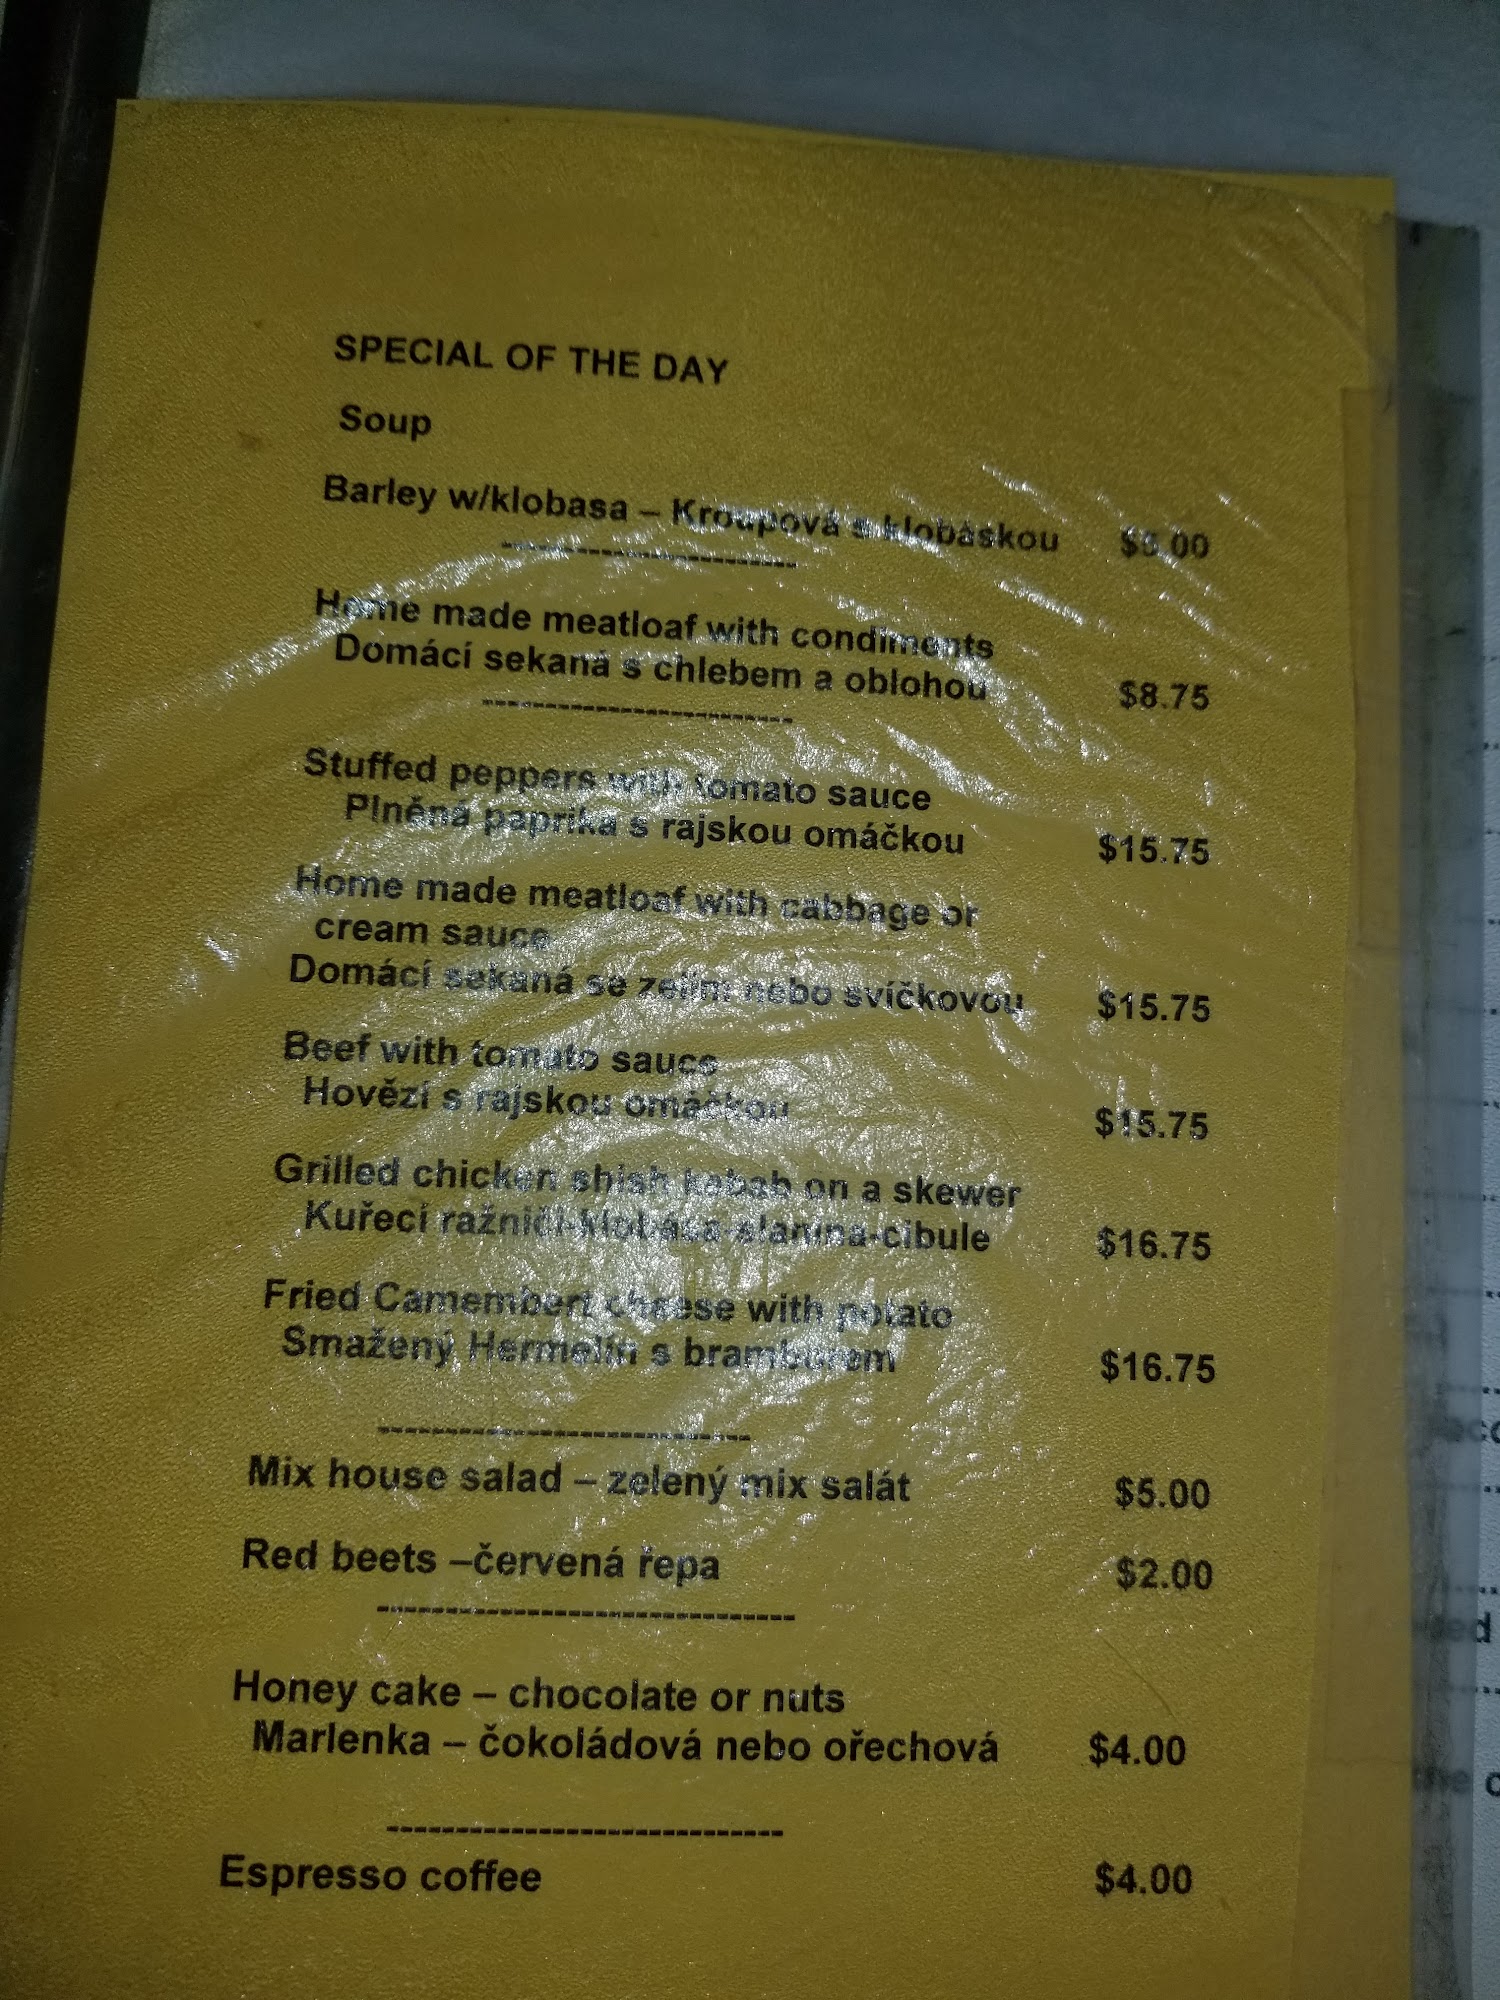 SPECIAL OF THE DAY
Soup
Barley w/klobasa – Kroupová s klobáskou
------------------------------
Home made meatloaf with condiments
Domácí sekaná s chlebem a oblohou $8.75
------------------------------
Stuffed peppers with tomato sauce
Plněná paprika s rajskou omáčkou $15.75
Home made meatloaf with cabbage or
cream sauce
Domácí sekaná se zelím nebo svíčkovou $15.75
Beef with tomato sauce
Hovězí s rajskou omáčkou $15.75
Grilled chicken shish kabab on a skewer
Kuřecí ražničí-klobása-slanina-cibule $16.75
Fried Camembert cheese with potato
Smažený Hermelín s bramborem $16.75
------------------------------
Mix house salad – zelený mix salát $5.00
Red beets –červená řepa $2.00
------------------------------
Honey cake – chocolate or nuts
Marlenka – čokoládová nebo ořechová $4.00
------------------------------
Espresso coffee $4.00